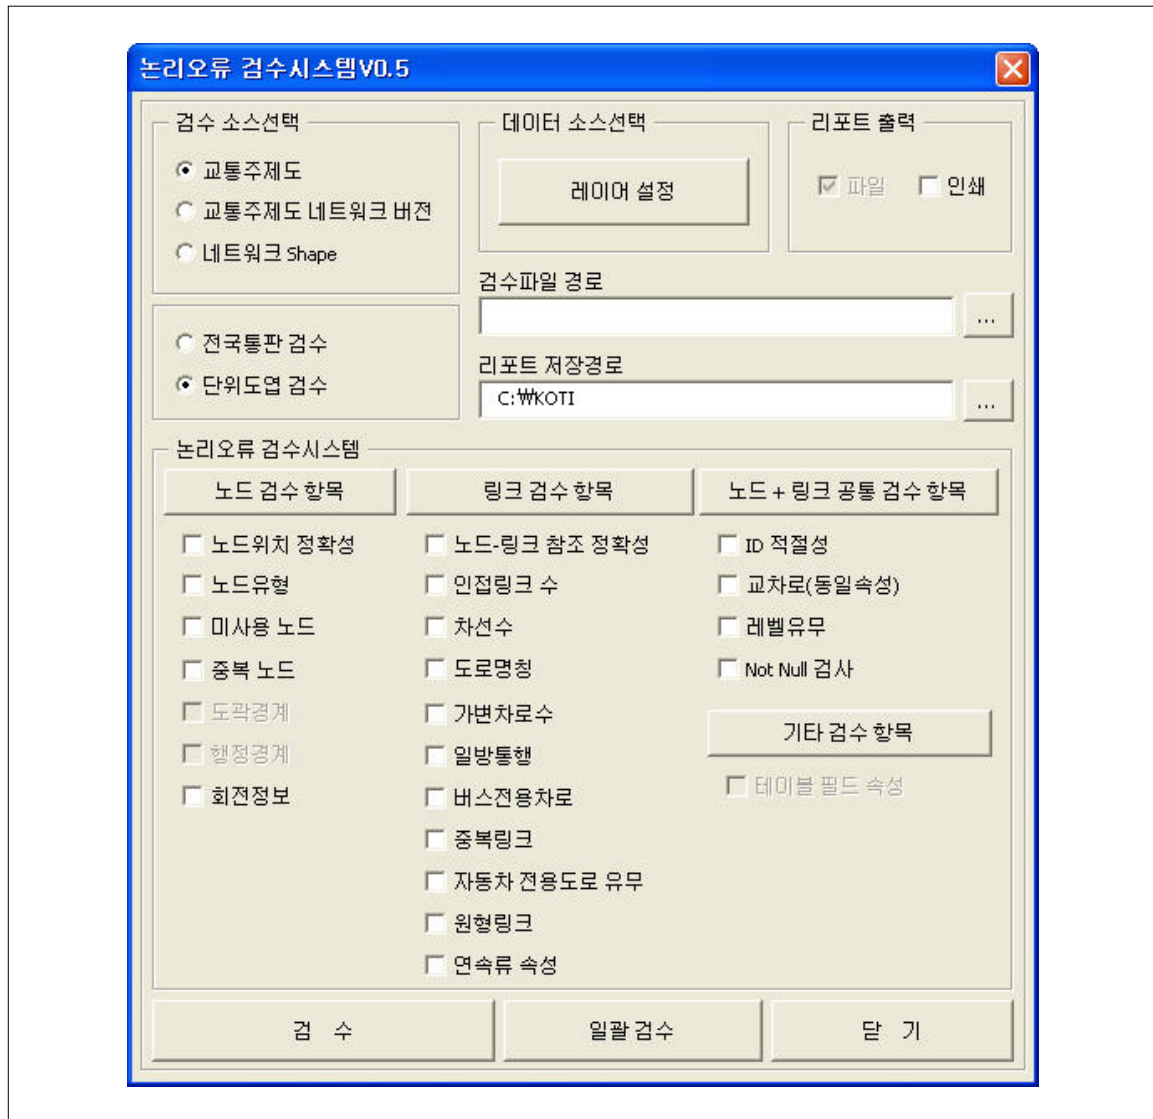 논리오류 검수시스템V0.5
검수 소스선택
교통주제도
교통주제도 네트워크 버전
네트워크 Shape
데이터 소스선택
레이어 설정
리포트 출력
파일 인쇄
전국통판 검수
단위도엽 검수
검수파일 경로
...
리포트 저장경로
C:₩KOTI
...
논리오류 검수시스템
노드 검수 항목
노드위치 정확성
노드유형
미사용 노드
중복 노드
도곽경계
행정경계
회전정보
링크 검수 항목
노드-링크 참조 정확성
인접링크 수
차선수
도로명칭
가변차로수
일방통행
버스전용차로
중복링크
자동차 전용도로 유무
원형링크
연속류 속성
노드 + 링크 공통 검수 항목
ID 적절성
교차로(동일속성)
레벨유무
Not Null 검사
기타 검수 항목
테이블 필드 속성
검 수
일괄 검수
닫 기